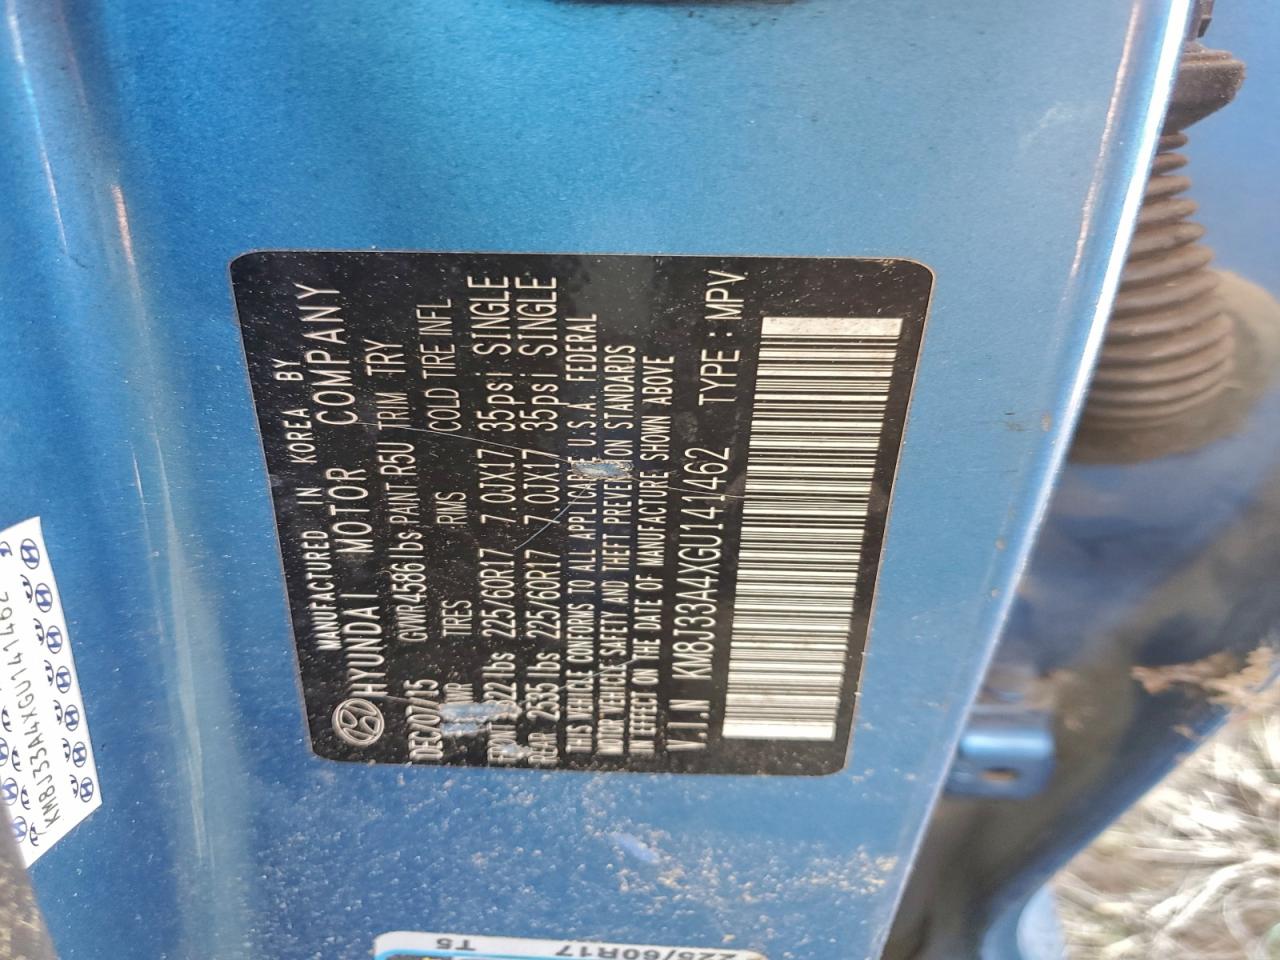 MANUFACTURED IN KOREA BY
HYUNDAI MOTOR COMPANY
DEC/07/15 GVWR 4586 lbs PAINT R5U TRIM TRY
TIRES RIMS COLD TIRE INFL
225/60R17 7.0JX17 35psi SINGLE
REAR 2535 lbs 225/60R17 7.0JX17 35psi SINGLE
THIS VEHICLE CONFORMS TO ALL U.S.A. FEDERAL
MOTOR VEHICLE SAFETY AND THEFT STANDARDS
IN EFFECT ON THE DATE OF MANUFACTURE SHOWN ABOVE
V.I.N KM8J33A4XGU141462 TYPE : MPV
KM8J33A4XGU141462
225/60R17
T5